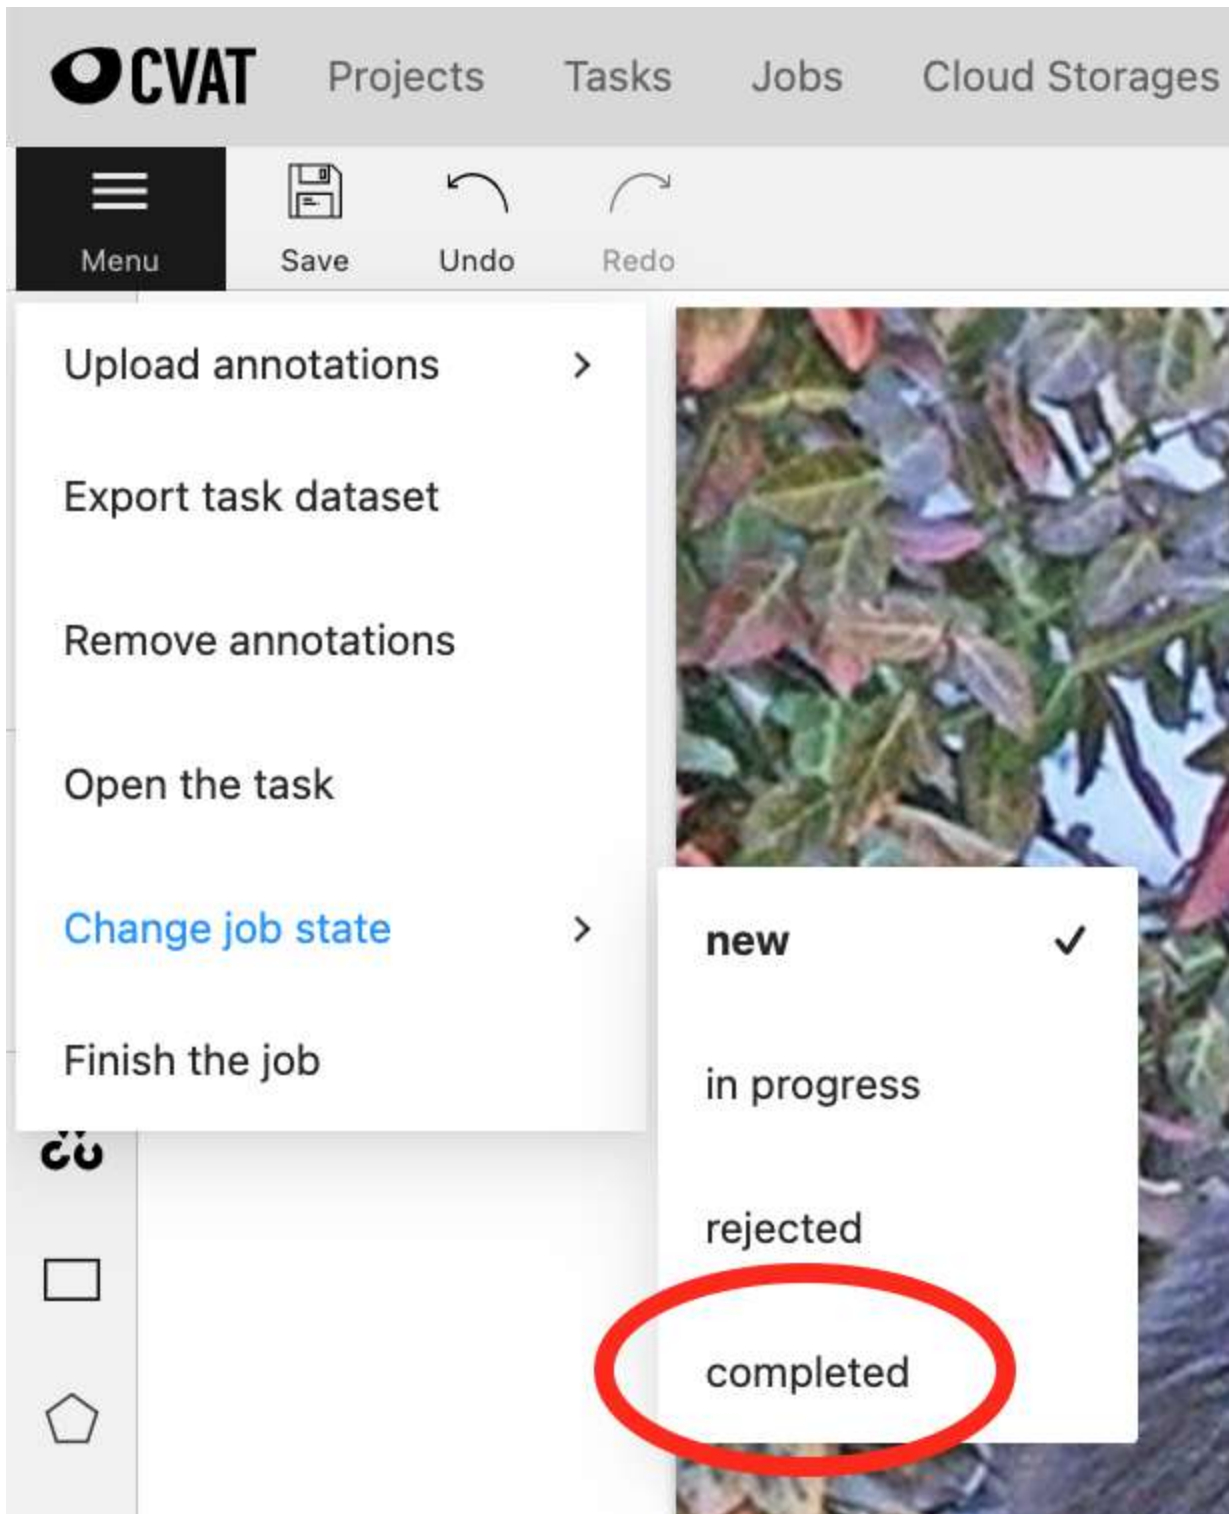 CVAT Projects Tasks Jobs Cloud Storages
Menu Save Undo Redo
Upload annotations
Export task dataset
Remove annotations
Open the task
Change job state
Finish the job
new
in progress
rejected
completed